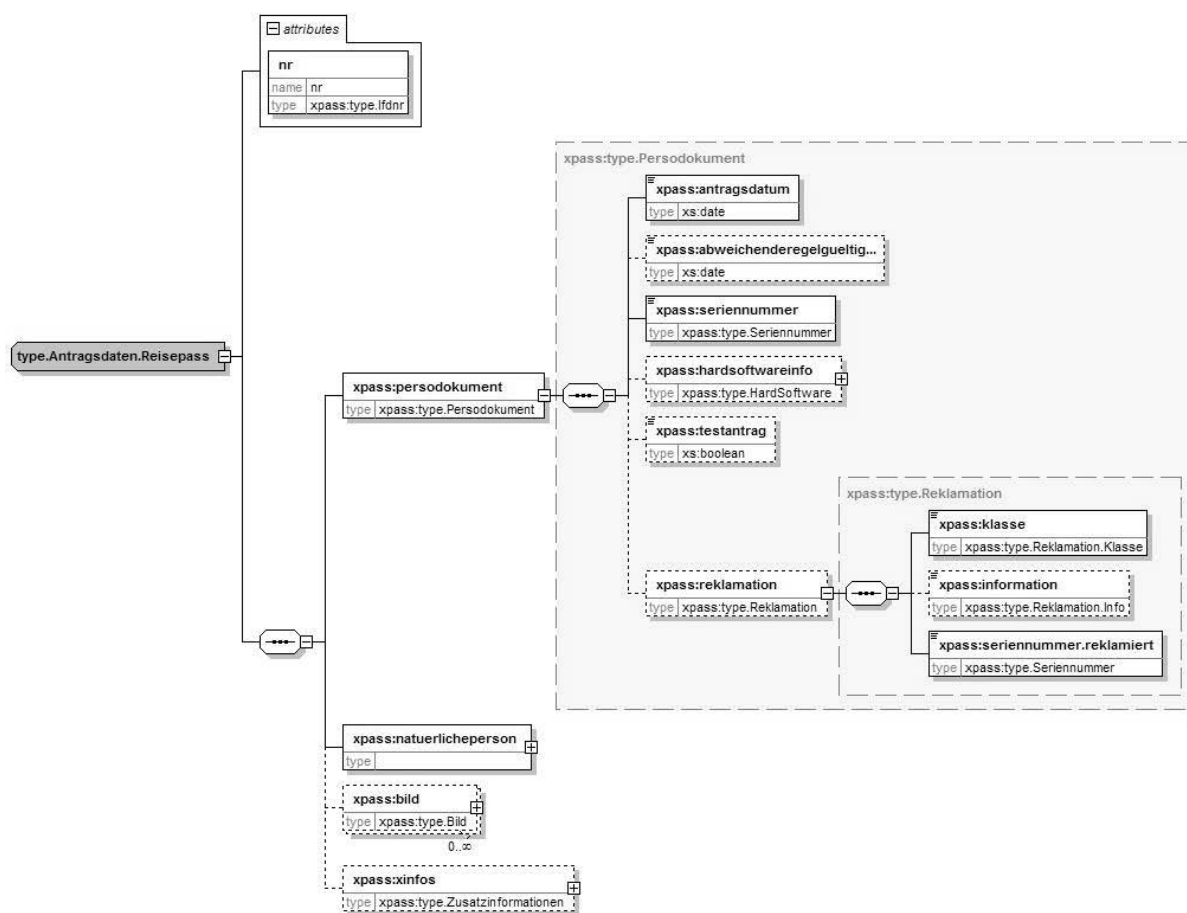 attributes
nr
name nr
type xpass:type.lfdnr
xpass:type.Persodokument
xpass:antragsdatum
type xs:date
xpass:abweichenderegelgueltig...
type xs:date
xpass:seriennummer
type xpass:type.Seriennummer
type.Antragsdaten.Reisepass
xpass:persodokument
type xpass:type.Persodokument
xpass:hardsoftwareinfo
type xpass:type.HardSoftware
xpass:testantrag
type xs:boolean
xpass:type.Reklamation
xpass:klasse
type xpass:type.Reklamation.Klasse
xpass:reklamation
type xpass:type.Reklamation
xpass:information
type xpass:type.Reklamation.Info
xpass:seriennummer.reklamiert
type xpass:type.Seriennummer
xpass:natuerlicheperson
type
xpass:bild
type xpass:type.Bild
0..∞
xpass:xinfos
type xpass:type.Zusatzinformationen